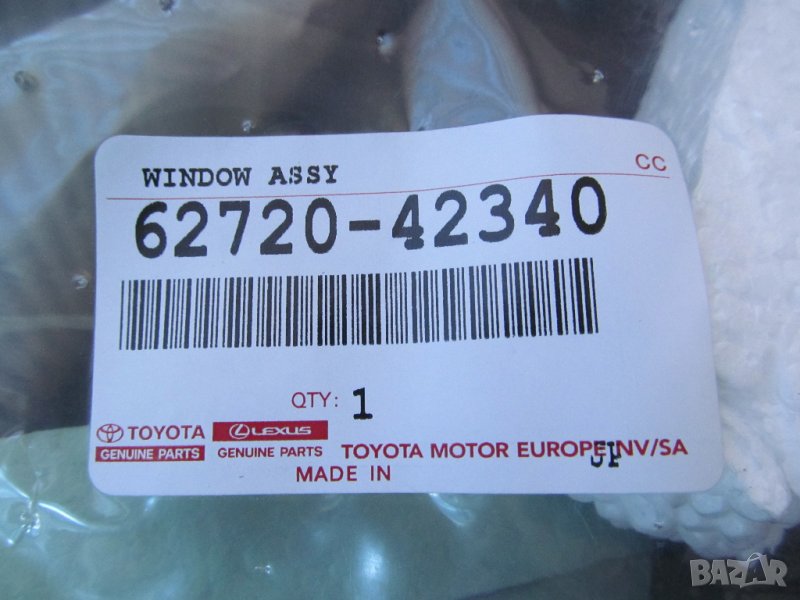 WINDOW ASSY
CC
62720-42340
QTY: 1
TOYOTA LEXUS
GENUINE PARTS GENUINE PARTS TOYOTA MOTOR EUROPE NV/SA
MADE IN JP
BAZAR